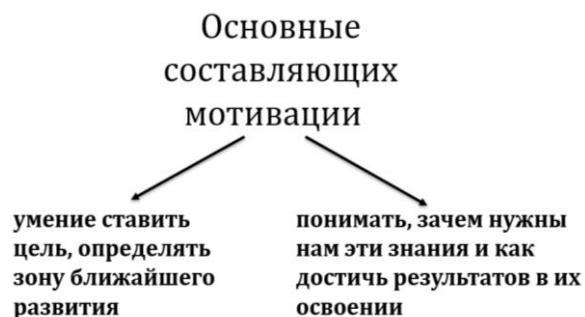 Основные
составляющих
мотивации
умение ставить
цель, определять
зону ближайшего
развития
понимать, зачем нужны
нам эти знания и как
достичь результатов в их
освоении